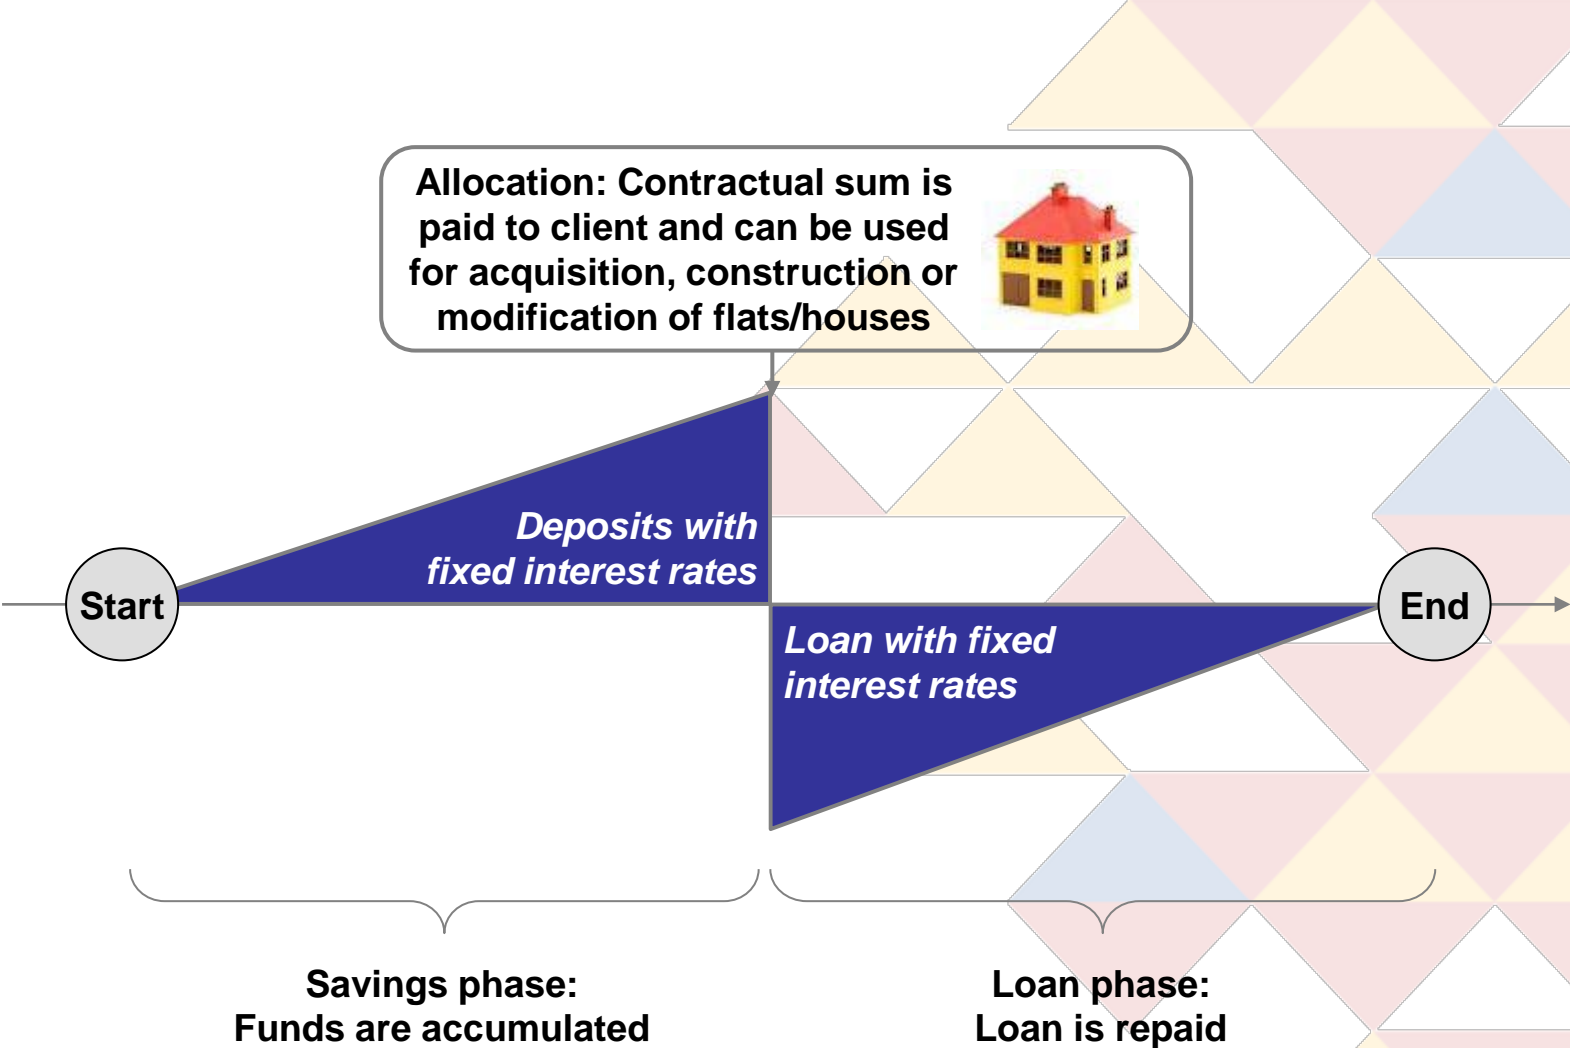 Allocation: Contractual sum is
paid to client and can be used
for acquisition, construction or
modification of flats/houses
Deposits with
fixed interest rates
Start
End
Loan with fixed
interest rates
Savings phase:
Funds are accumulated
Loan phase:
Loan is repaid